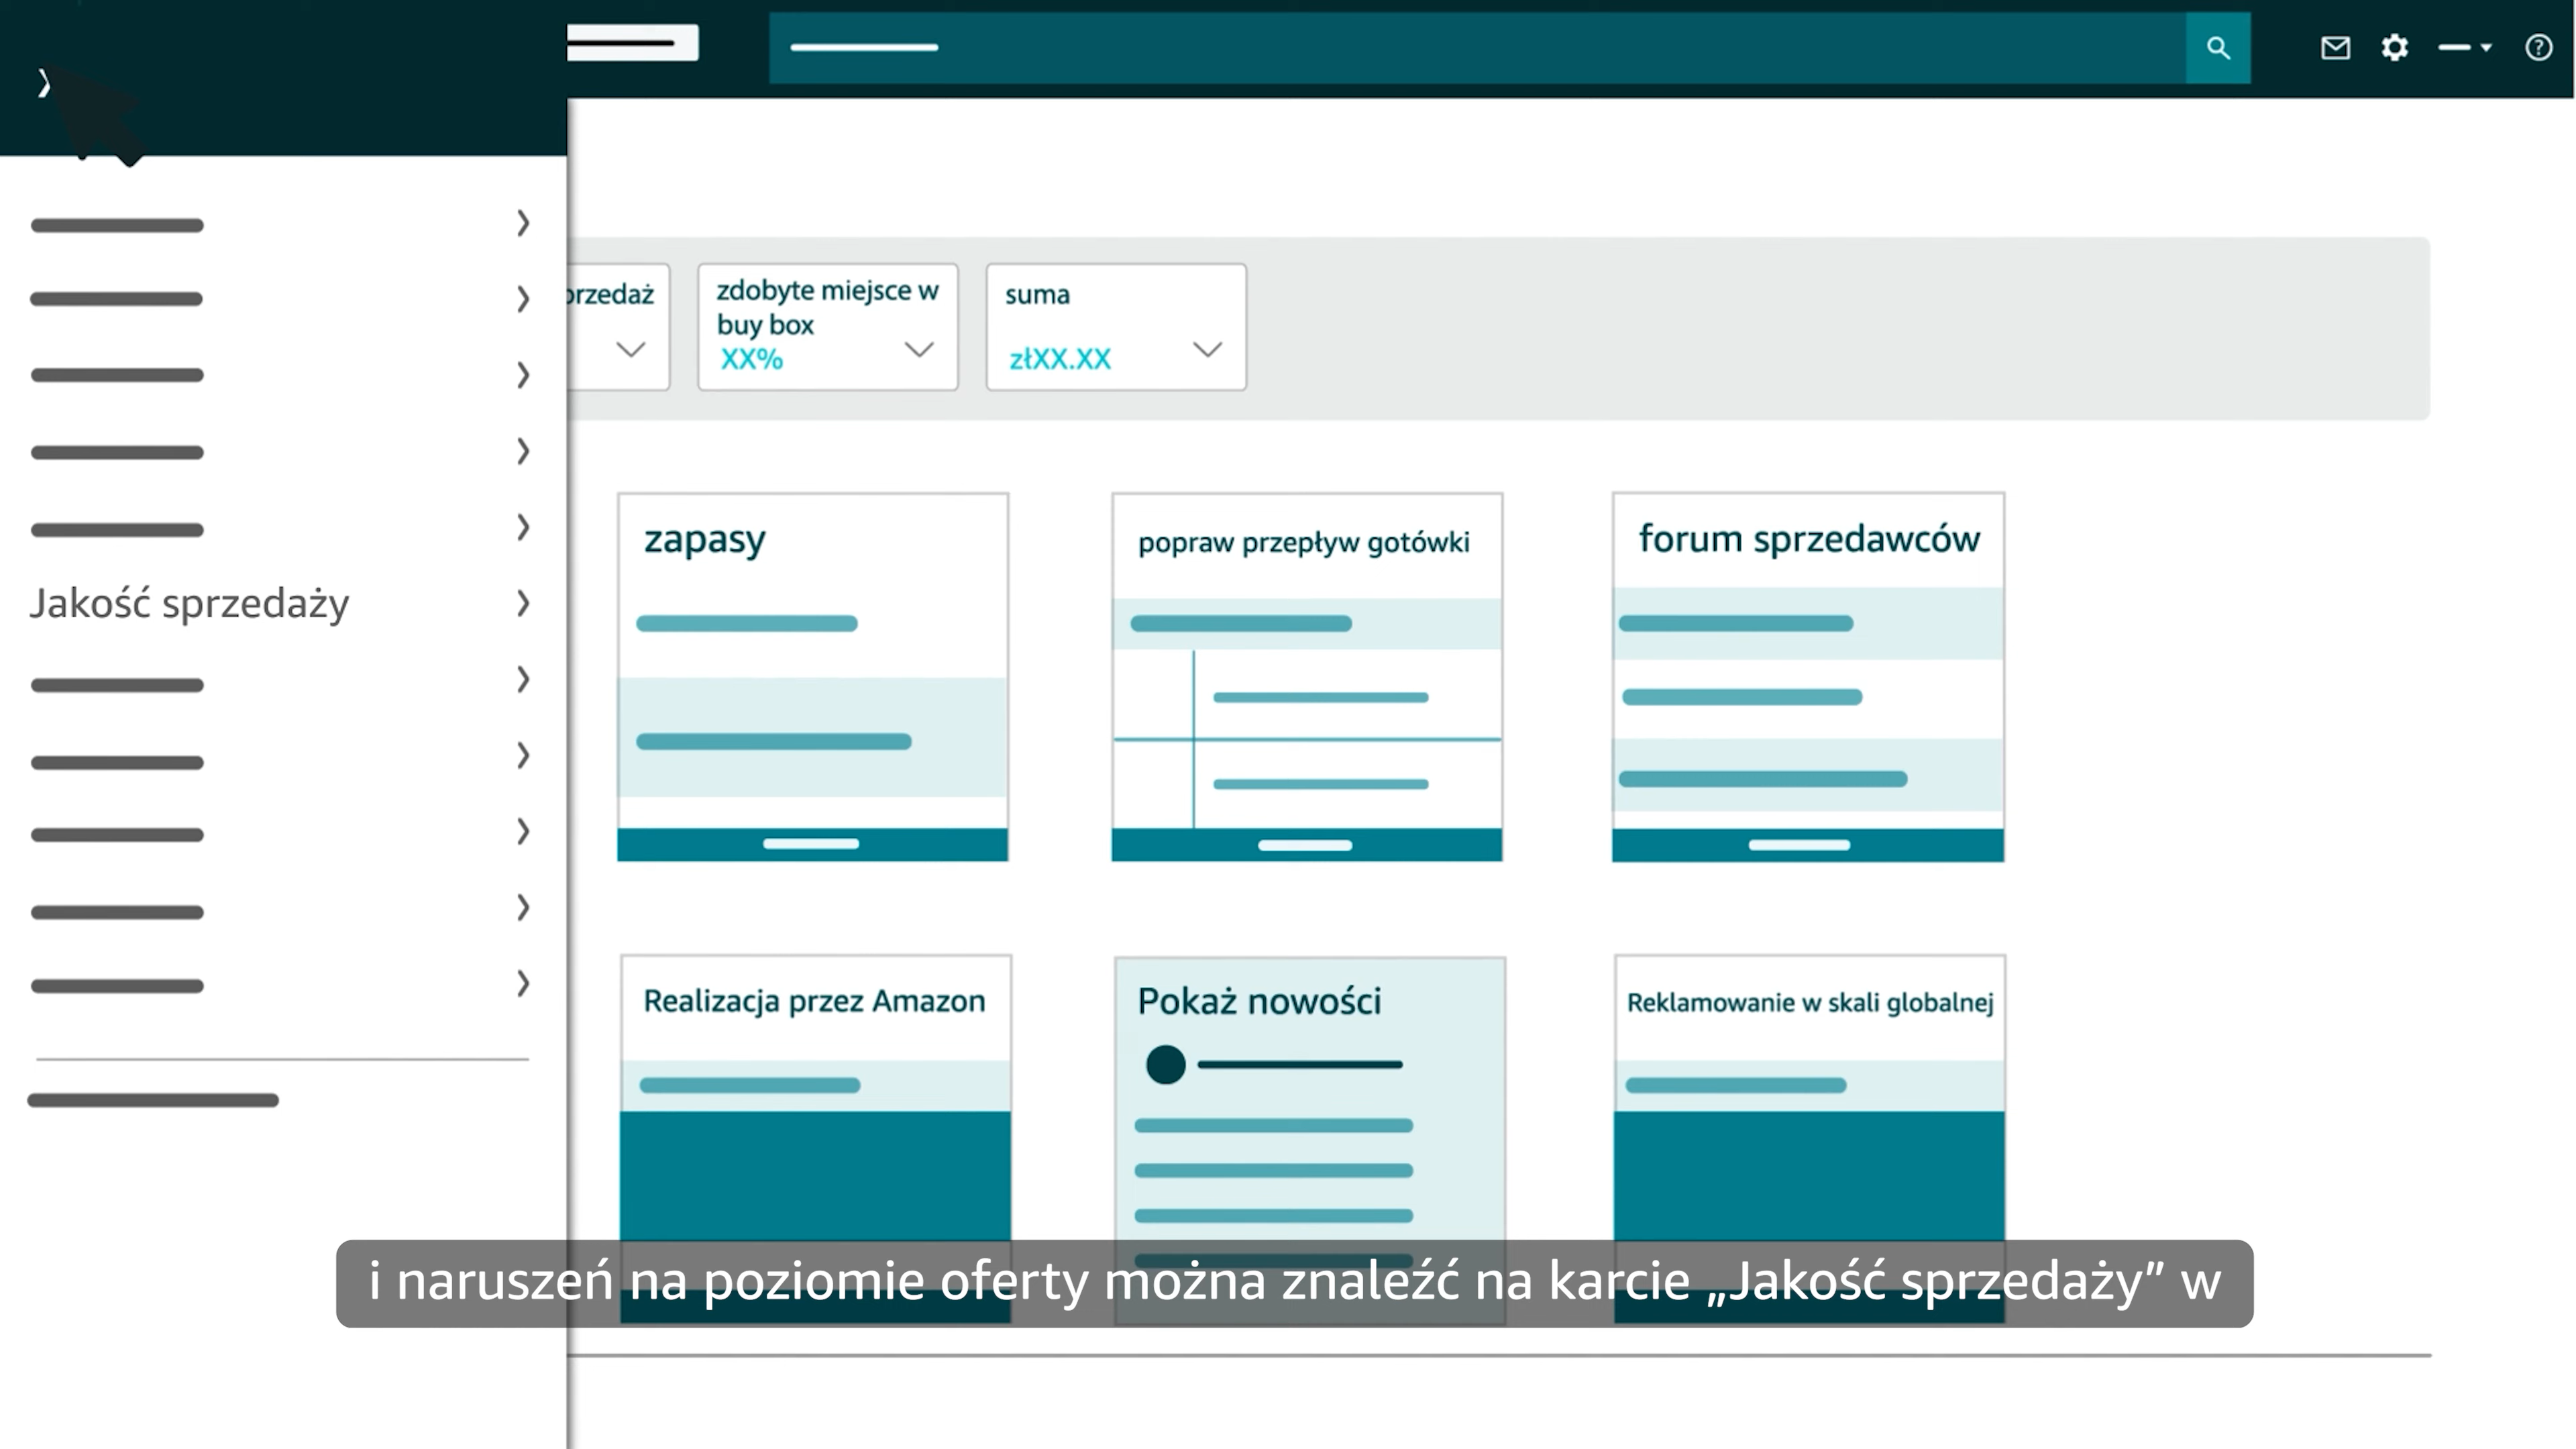 zdobyte miejsce w
buy box
XX%
suma
złXX.XX
Jakość sprzedaży
zapasy
popraw przepływ gotówki
forum sprzedawców
Realizacja przez Amazon
Pokaż nowości
Reklamowanie w skali globalnej
i naruszeń na poziomie oferty można znaleźć na karcie „Jakość sprzedaży” w